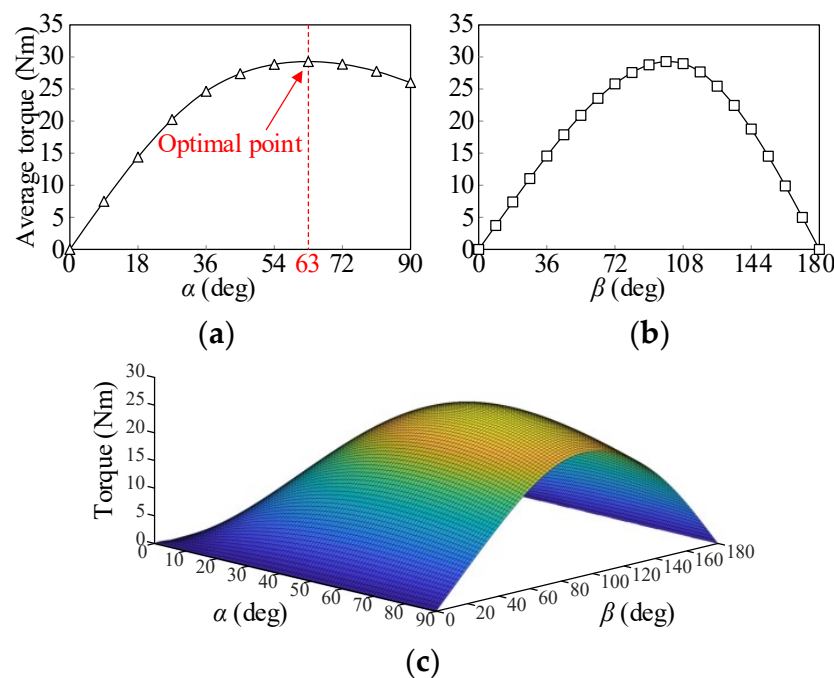 (a)
Average torque (Nm)
35
30
25
20
15
10
5
0
Optimal point
0 18 36 54 63 72 90
α (deg)
(b)
35
30
25
20
15
10
5
0
0 36 72 108 144 180
β (deg)
(a) (b)
Torque (Nm)
30
25
20
15
10
5
0
0 10 20 30 40 50 60 70 80 90
α (deg)
0 20 40 60 80 100 120 140 160 180
β (deg)
(c)